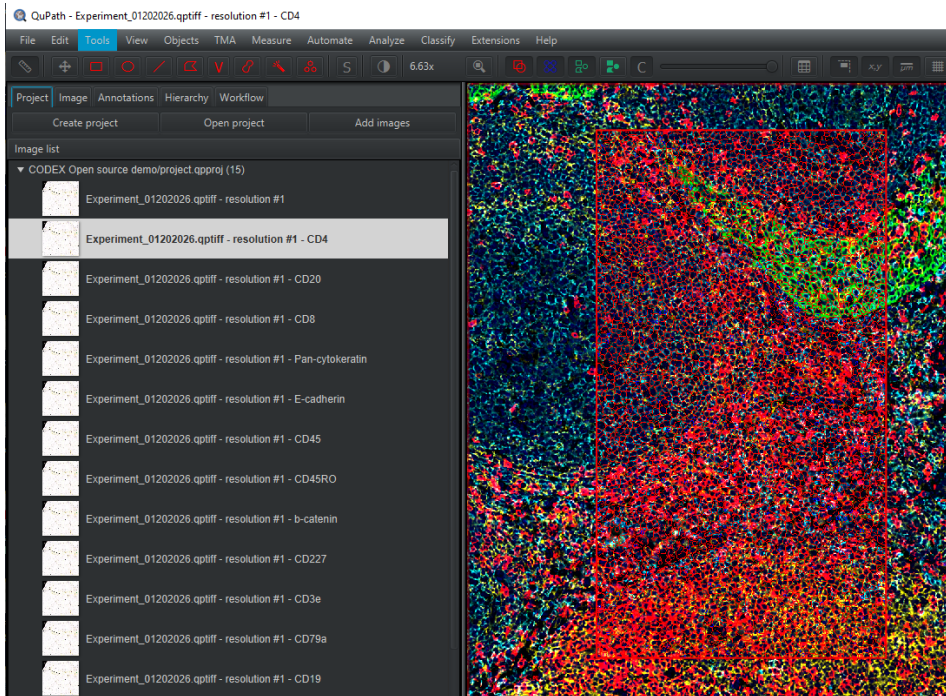 QuPath - Experiment_01202026.qptiff - resolution #1 - CD4
File Edit Tools View Objects TMA Measure Automate Analyze Classify Extensions Help
S 6.63x C x,y μm
Project Image Annotations Hierarchy Workflow
Create project Open project Add images
Image list
▼ CODEX Open source demo/project.qpproj (15)
Experiment_01202026.qptiff - resolution #1
Experiment_01202026.qptiff - resolution #1 - CD4
Experiment_01202026.qptiff - resolution #1 - CD20
Experiment_01202026.qptiff - resolution #1 - CD8
Experiment_01202026.qptiff - resolution #1 - Pan-cytokeratin
Experiment_01202026.qptiff - resolution #1 - E-cadherin
Experiment_01202026.qptiff - resolution #1 - CD45
Experiment_01202026.qptiff - resolution #1 - CD45RO
Experiment_01202026.qptiff - resolution #1 - b-catenin
Experiment_01202026.qptiff - resolution #1 - CD227
Experiment_01202026.qptiff - resolution #1 - CD3e
Experiment_01202026.qptiff - resolution #1 - CD79a
Experiment_01202026.qptiff - resolution #1 - CD19